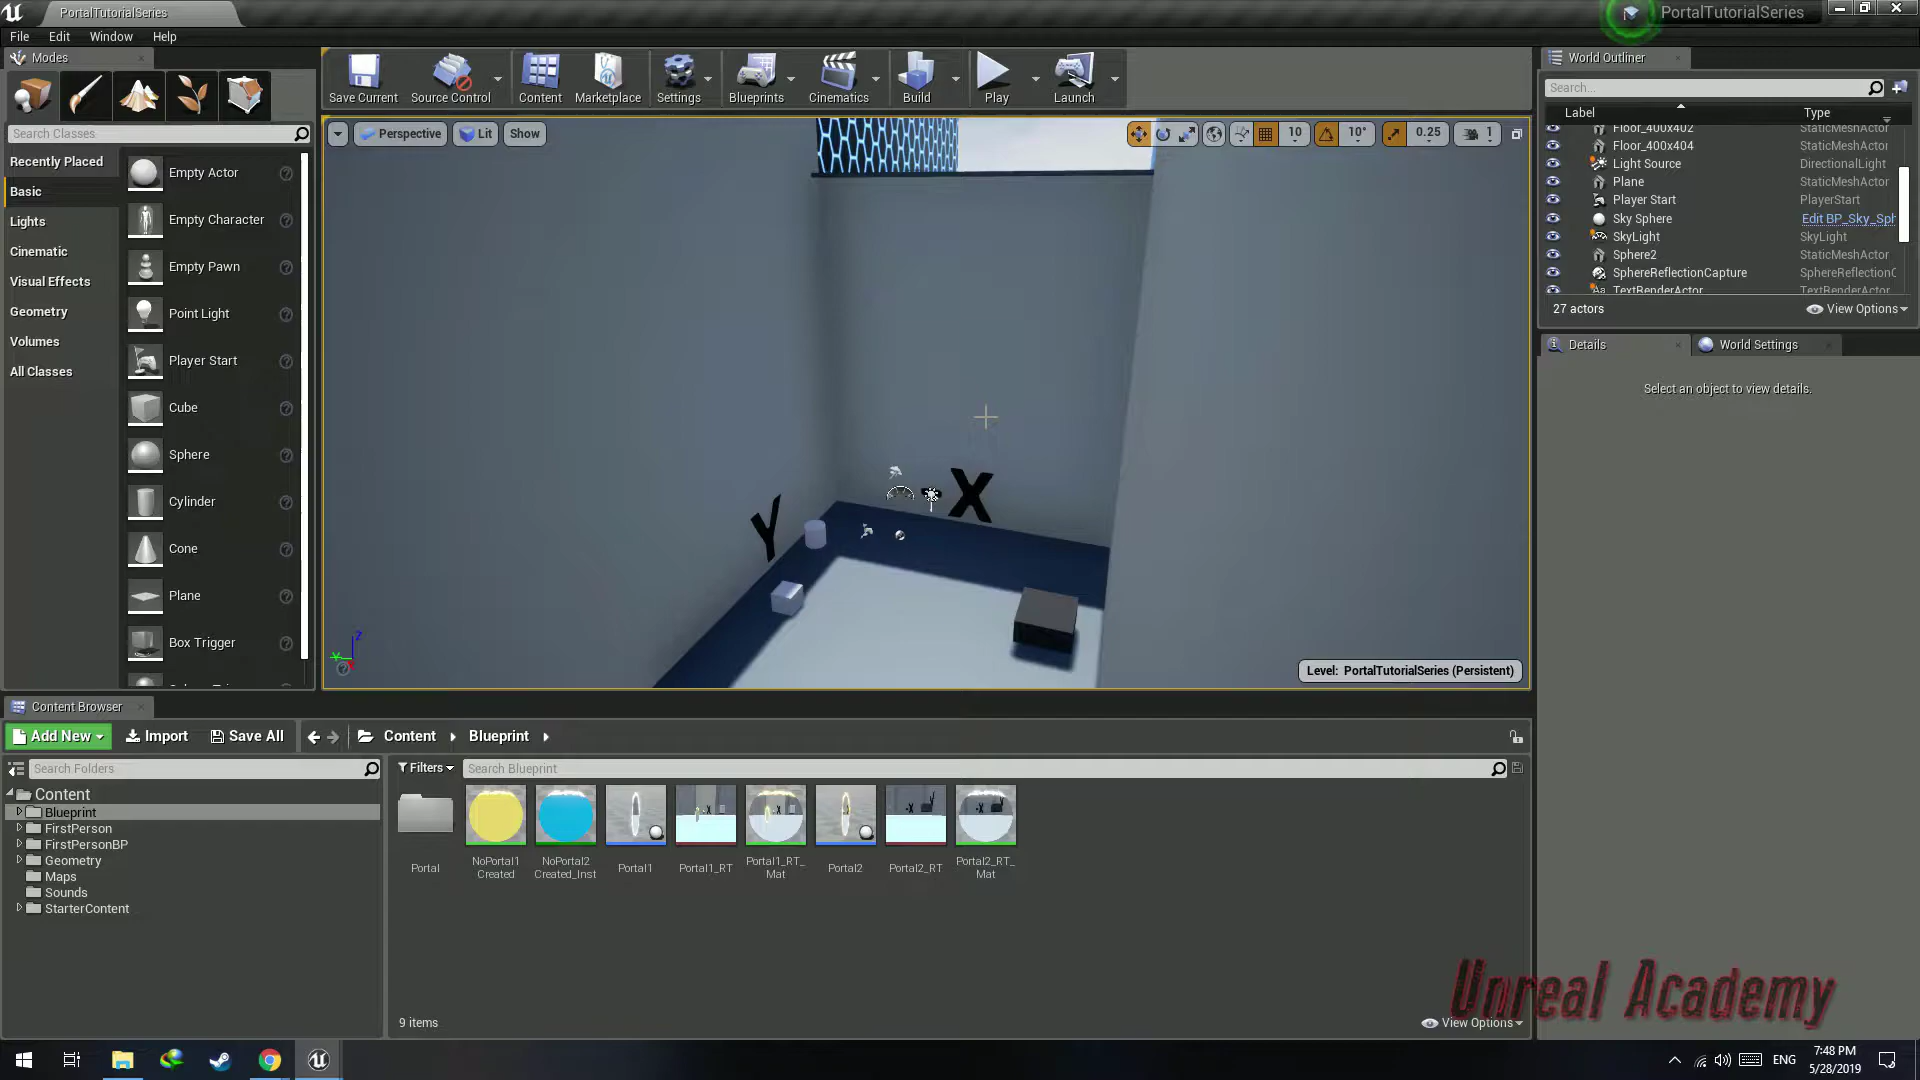 PortalTutorialSeries
PortalTutorialSeries
File Edit Window Help
Modes
Save Current
Source Control
Content
Marketplace
Settings
Blueprints
Cinematics
Build
Play
Launch
World Outliner
Search...
Label Type
Floor_400x402 StaticMeshActor
Floor_400x404 StaticMeshActor
Light Source DirectionalLight
Plane StaticMeshActor
Player Start PlayerStart
Sky Sphere Edit BP_Sky_Sph
SkyLight SkyLight
Sphere2 StaticMeshActor
SphereReflectionCapture SphereReflectionC
TextRenderActor TextRenderActor
27 actors View Options
Details World Settings
Select an object to view details.
Search Classes
Recently Placed
Basic
Lights
Cinematic
Visual Effects
Geometry
Volumes
All Classes
Empty Actor
Empty Character
Empty Pawn
Point Light
Player Start
Cube
Sphere
Cylinder
Cone
Plane
Box Trigger
Perspective Lit Show
10 10° 0.25 1
Y X
Z
Level: PortalTutorialSeries (Persistent)
Content Browser
Add New Import Save All Content Blueprint
Search Folders
Filters Search Blueprint
Content
Blueprint
FirstPerson
FirstPersonBP
Geometry
Maps
Sounds
StarterContent
Portal
NoPortal1
Created
NoPortal2
Created_Inst
Portal1
Portal1_RT
Portal1_RT_
Mat
Portal2
Portal2_RT
Portal2_RT_
Mat
9 items View Options
Unreal Academy
ENG
7:48 PM
5/28/2019